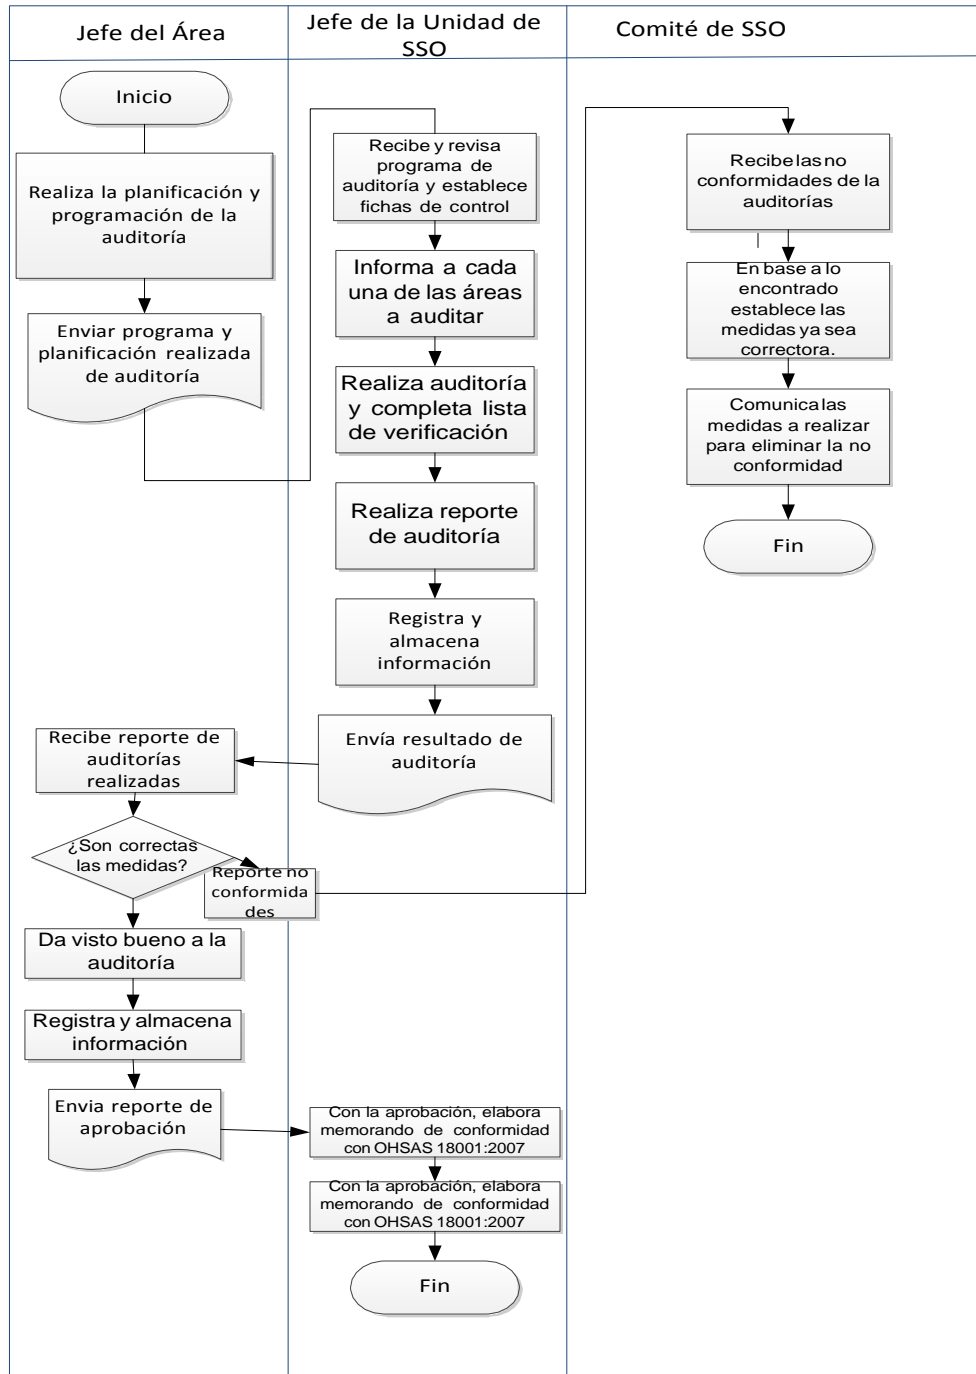 Jefe del Área
Jefe de la Unidad de
SSO
Comité de SSO
Inicio
Realiza la planificación y
programación de la
auditoría
Enviar programa y
planificación realizada
de auditoría
Recibe y revisa
programa de
auditoría y establece
fichas de control
Informa a cada
una de las áreas
a auditar
Realiza auditoría
y completa lista
de verificación
Realiza reporte
de auditoría
Registra y
almacena
información
Envía resultado de
auditoría
Recibe reporte de
auditorías
realizadas
¿Son correctas
las medidas?
Reporte no
conformida
des
Da visto bueno a la
auditoría
Registra y almacena
información
Envia reporte de
aprobación
Con la aprobación, elabora
memorando de conformidad
con OHSAS 18001:2007
Con la aprobación, elabora
memorando de conformidad
con OHSAS 18001:2007
Fin
Recibe las no
conformidades de la
auditorías
En base a lo
encontrado
establece las
medidas ya sea
correctora.
Comunica las
medidas a realizar
para eliminar la no
conformidad
Fin